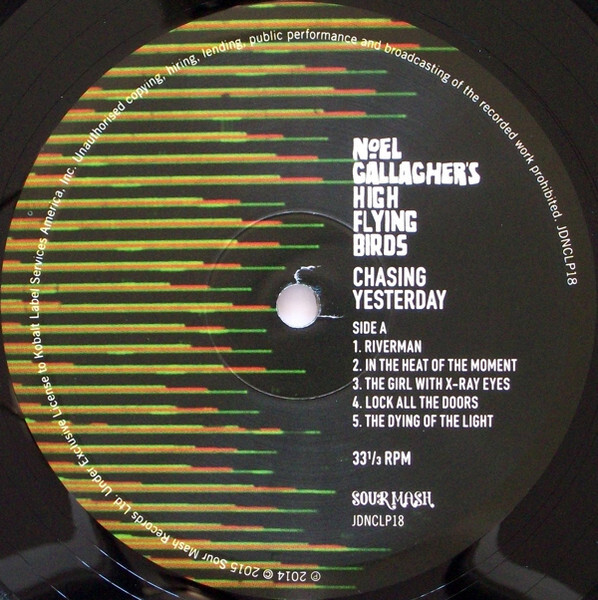 NOEL
GALLAGHER'S
HIGH
FLYING
BIRDS
CHASING
YESTERDAY
SIDE A
1. RIVERMAN
2. IN THE HEAT OF THE MOMENT
3. THE GIRL WITH X-RAY EYES
4. LOCK ALL THE DOORS
5. THE DYING OF THE LIGHT
33 1/3 RPM
SOUR MASH
JDNCLP18
℗ 2014 © 2015 Sour Mash Records Ltd. Under Exclusive License to Kobalt Label Services America, Inc. Unauthorised copying, hiring, lending, public performance and broadcasting of the recorded work prohibited. JDNCLP18